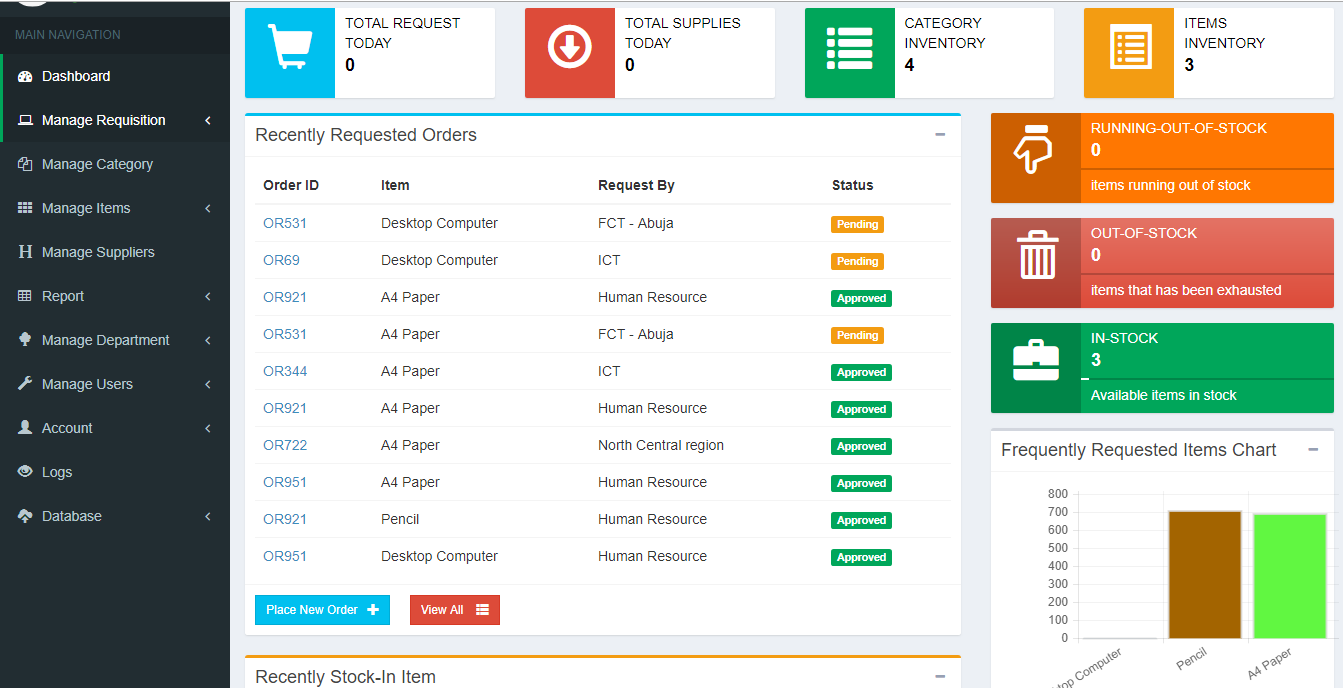 MAIN NAVIGATION
Dashboard
Manage Requisition
Manage Category
Manage Items
H Manage Suppliers
Report
Manage Department
Manage Users
Account
Logs
Database
TOTAL REQUEST
TODAY
0
TOTAL SUPPLIES
TODAY
0
CATEGORY
INVENTORY
4
ITEMS
INVENTORY
3
Recently Requested Orders
Order ID Item Request By Status
OR531 Desktop Computer FCT - Abuja Pending
OR69 Desktop Computer ICT Pending
OR921 A4 Paper Human Resource Approved
OR531 A4 Paper FCT - Abuja Pending
OR344 A4 Paper ICT Approved
OR921 A4 Paper Human Resource Approved
OR722 A4 Paper North Central region Approved
OR951 A4 Paper Human Resource Approved
OR921 Pencil Human Resource Approved
OR951 Desktop Computer Human Resource Approved
Place New Order
View All
Recently Stock-In Item
RUNNING-OUT-OF-STOCK
0
items running out of stock
OUT-OF-STOCK
0
items that has been exhausted
IN-STOCK
3
Available items in stock
Frequently Requested Items Chart
800
700
600
500
400
300
200
100
0
top Computer
Pencil
A4 Paper